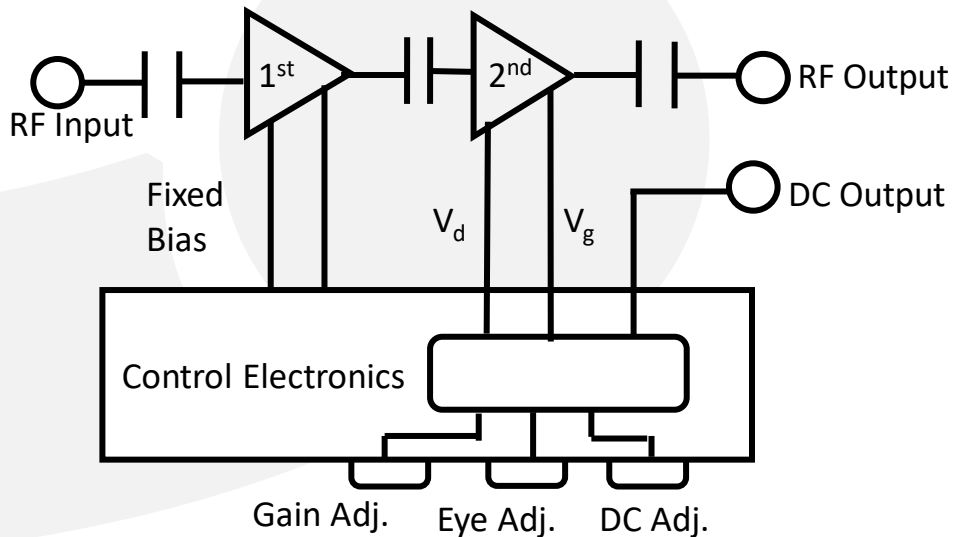 1st
2nd
RF Output
RF Input
DC Output
Fixed
Bias
Vd
Vg
Control Electronics
Gain Adj.
Eye Adj.
DC Adj.